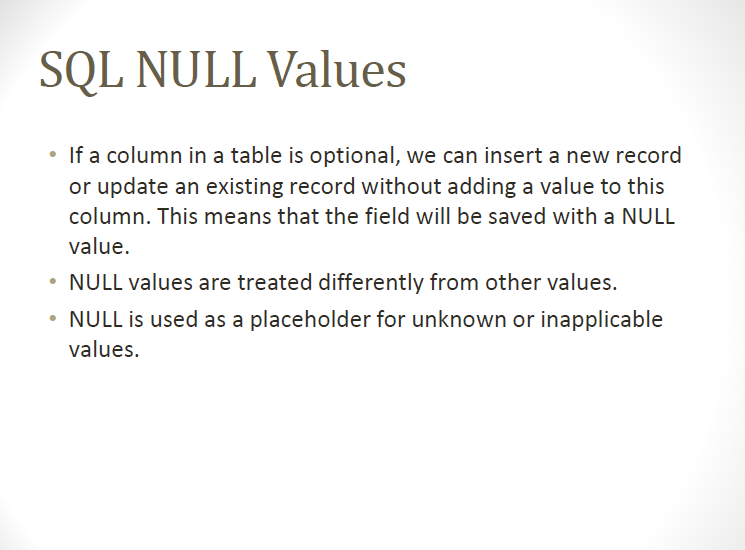 SQL NULL Values
• If a column in a table is optional, we can insert a new record
or update an existing record without adding a value to this
column. This means that the field will be saved with a NULL
value.
• NULL values are treated differently from other values.
• NULL is used as a placeholder for unknown or inapplicable
values.